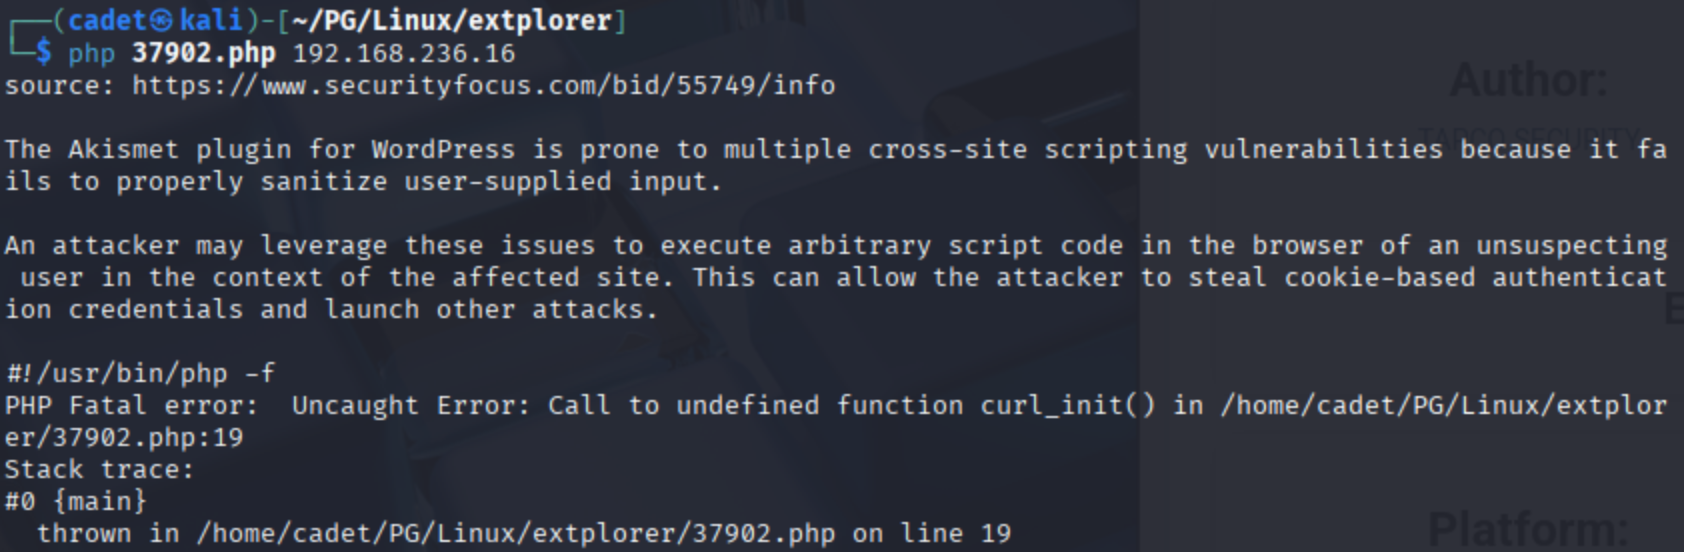 ┌──(cadet㉿kali)-[~/PG/Linux/extplorer]
└─$ php 37902.php 192.168.236.16
source: https://www.securityfocus.com/bid/55749/info

The Akismet plugin for WordPress is prone to multiple cross-site scripting vulnerabilities because it fa
ils to properly sanitize user-supplied input.

An attacker may leverage these issues to execute arbitrary script code in the browser of an unsuspecting
 user in the context of the affected site. This can allow the attacker to steal cookie-based authenticat
ion credentials and launch other attacks.

#!/usr/bin/php -f
PHP Fatal error:  Uncaught Error: Call to undefined function curl_init() in /home/cadet/PG/Linux/extplor
er/37902.php:19
Stack trace:
#0 {main}
  thrown in /home/cadet/PG/Linux/extplorer/37902.php on line 19
Author:
Platform: